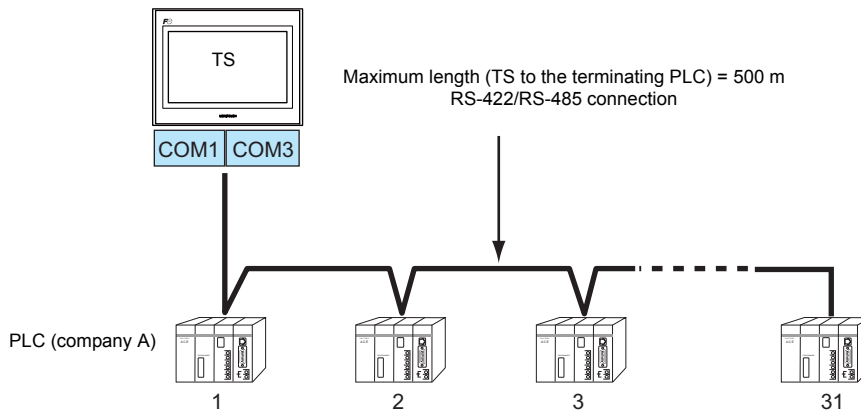 TS
Maximum length (TS to the terminating PLC) = 500 m
RS-422/RS-485 connection
COM1 COM3
PLC (company A)
1 2 3 31